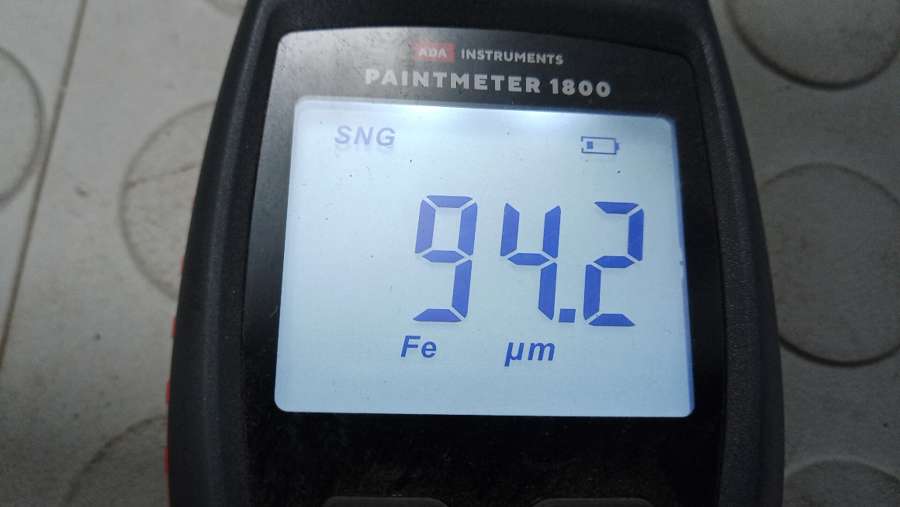 ADA INSTRUMENTS
PAINTMETER 1800
SNG
94.2
Fe µm